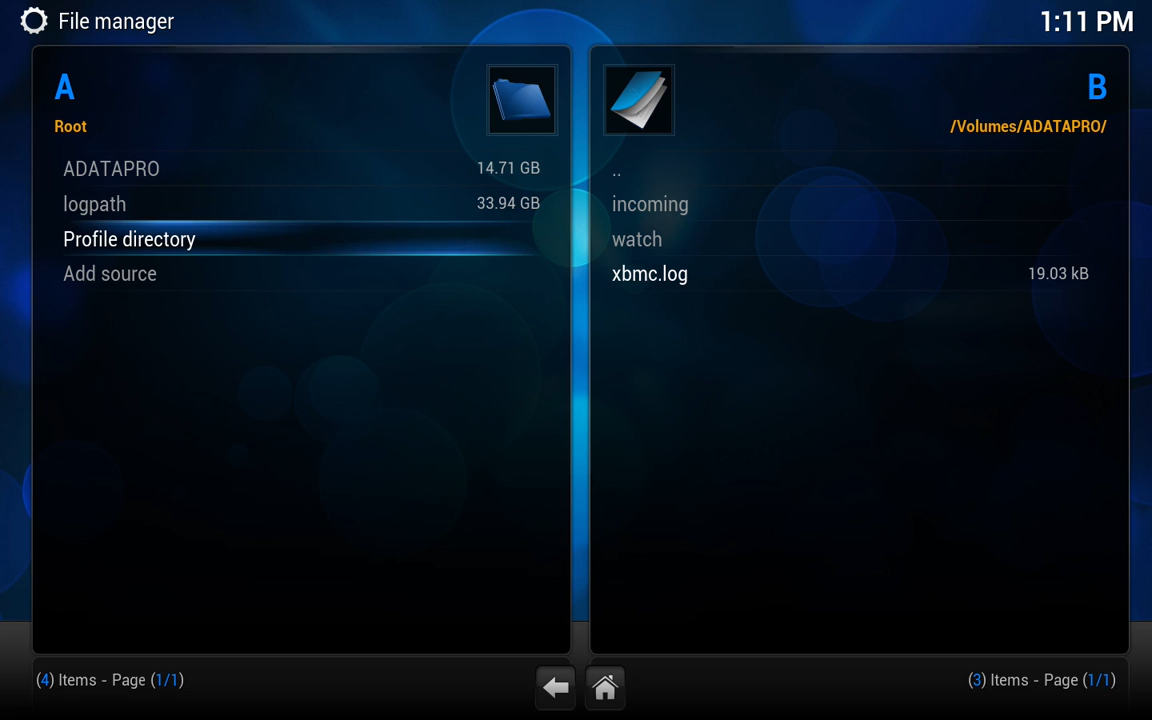 File manager
1:11 PM
A
Root
ADATAPRO 14.71 GB
logpath 33.94 GB
Profile directory
Add source
(4) Items - Page (1/1)
B
/Volumes/ADATAPRO/
..
incoming
watch
xbmc.log 19.03 kB
(3) Items - Page (1/1)